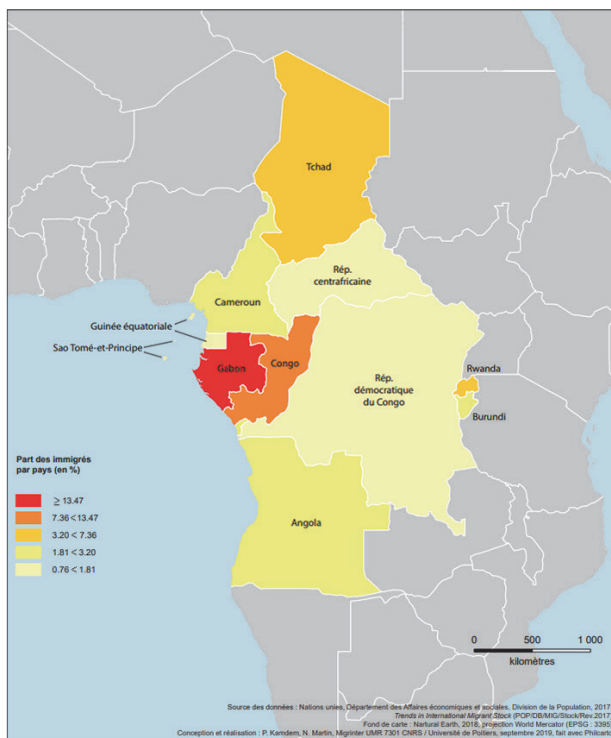 Tchad
Rép.
centrafricaine
Cameroun
Guinée équatoriale
Sao Tomé-et-Principe
Gabon
Congo
Rép.
démocratique
du Congo
Rwanda
Burundi
Angola
Part des immigrés
par pays (en %)
≥ 13.47
7.36 < 13.47
3.20 < 7.36
1.81 < 3.20
0.76 < 1.81
0 500 1 000
kilomètres
Source des données : Nations unies, Département des Affaires économiques et sociales, Division de la Population, 2017
Trends in International Migrant Stock (POP/DB/MIG/Stock/Rev.2017
Fond de carte : Nartural Earth, 2018, projection World Mercator (EPSG : 3395
Conception et réalisation : P. Kamdem, N. Martin, Migrinter UMR 7301 CNRS / Université de Poitiers, septembre 2019, fait avec Philcarto